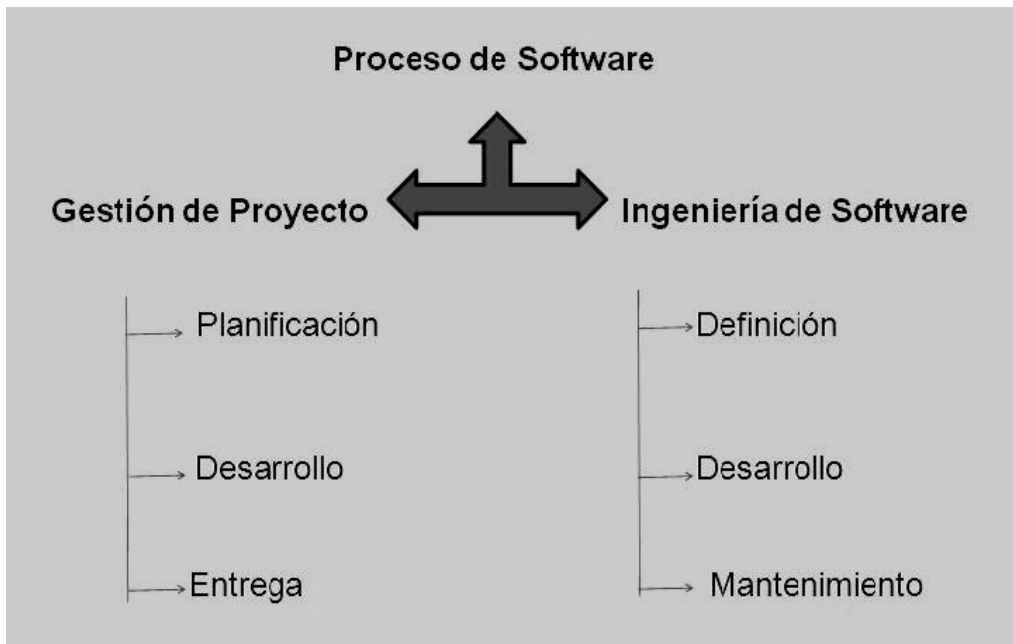 Proceso de Software
Gestión de Proyecto
Ingeniería de Software
Planificación
Desarrollo
Entrega
Definición
Desarrollo
Mantenimiento